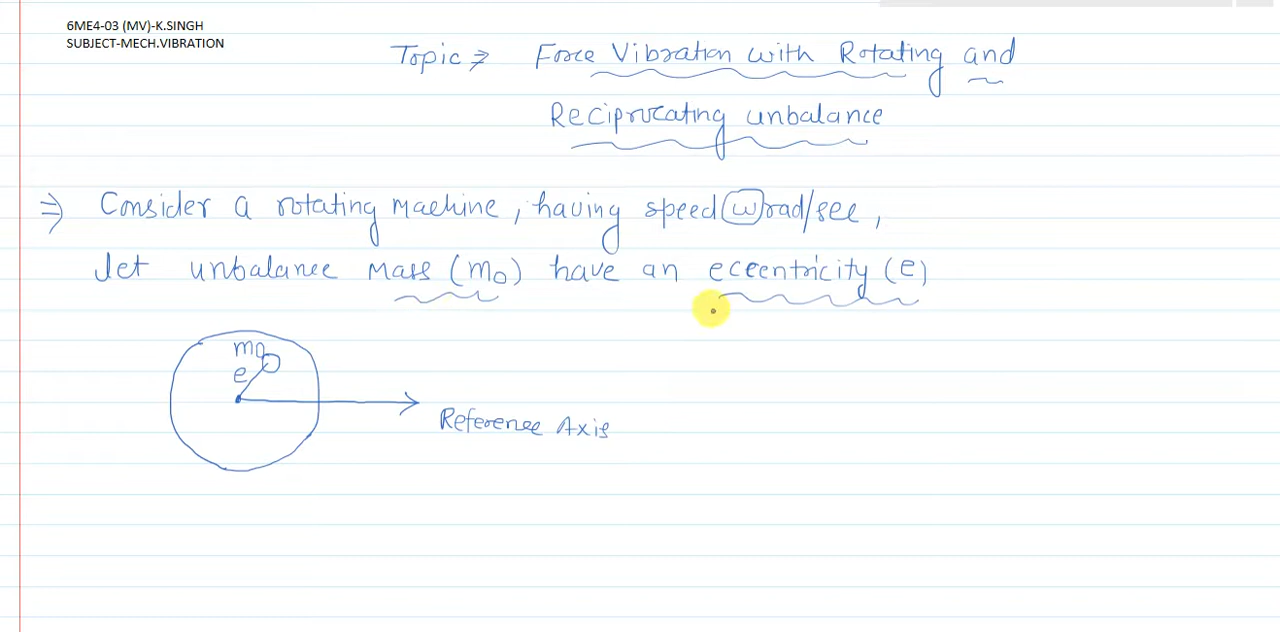 6ME4-03 (MV)-K.SINGH
SUBJECT-MECH.VIBRATION
Topic ⇒ Force Vibration with Rotating and
Reciprocating unbalance
⇒ Consider a rotating machine, having speed (ω) rad/sec,
Let unbalance mass (m₀) have an eccentricity (e)
m₀
e
Reference Axis